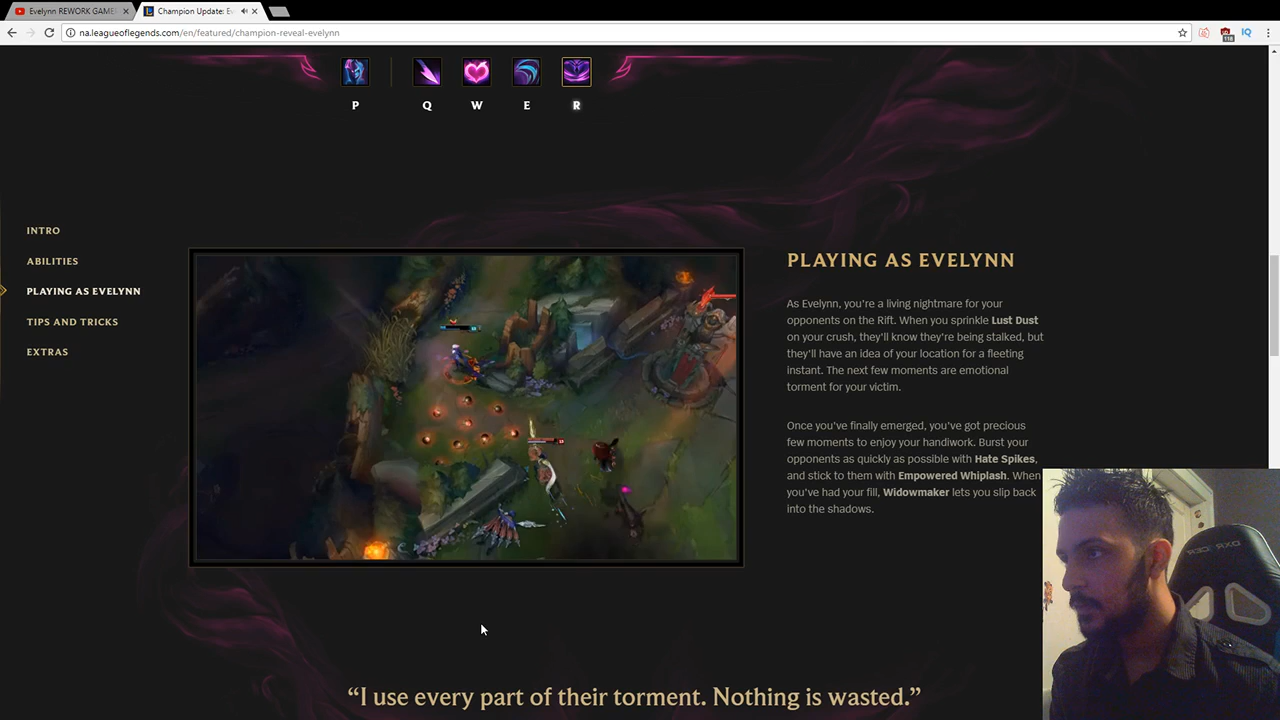 Evelynn REWORK GAME
Champion Update: Ev
na.leagueoflegends.com/en/featured/champion-reveal-evelynn
P
Q
W
E
R
INTRO
ABILITIES
PLAYING AS EVELYNN
TIPS AND TRICKS
EXTRAS
PLAYING AS EVELYNN
As Evelynn, you're a living nightmare for your
opponents on the Rift. When you sprinkle Lust Dust
on your crush, they'll know they're being stalked, but
they'll have an idea of your location for a fleeting
instant. The next few moments are emotional
torment for your victim.
Once you've finally emerged, you've got precious
few moments to enjoy your handiwork. Burst your
opponents as quickly as possible with Hate Spikes,
and stick to them with Empowered Whiplash. When
you've had your fill, Widowmaker lets you slip back
into the shadows.
“I use every part of their torment. Nothing is wasted.”